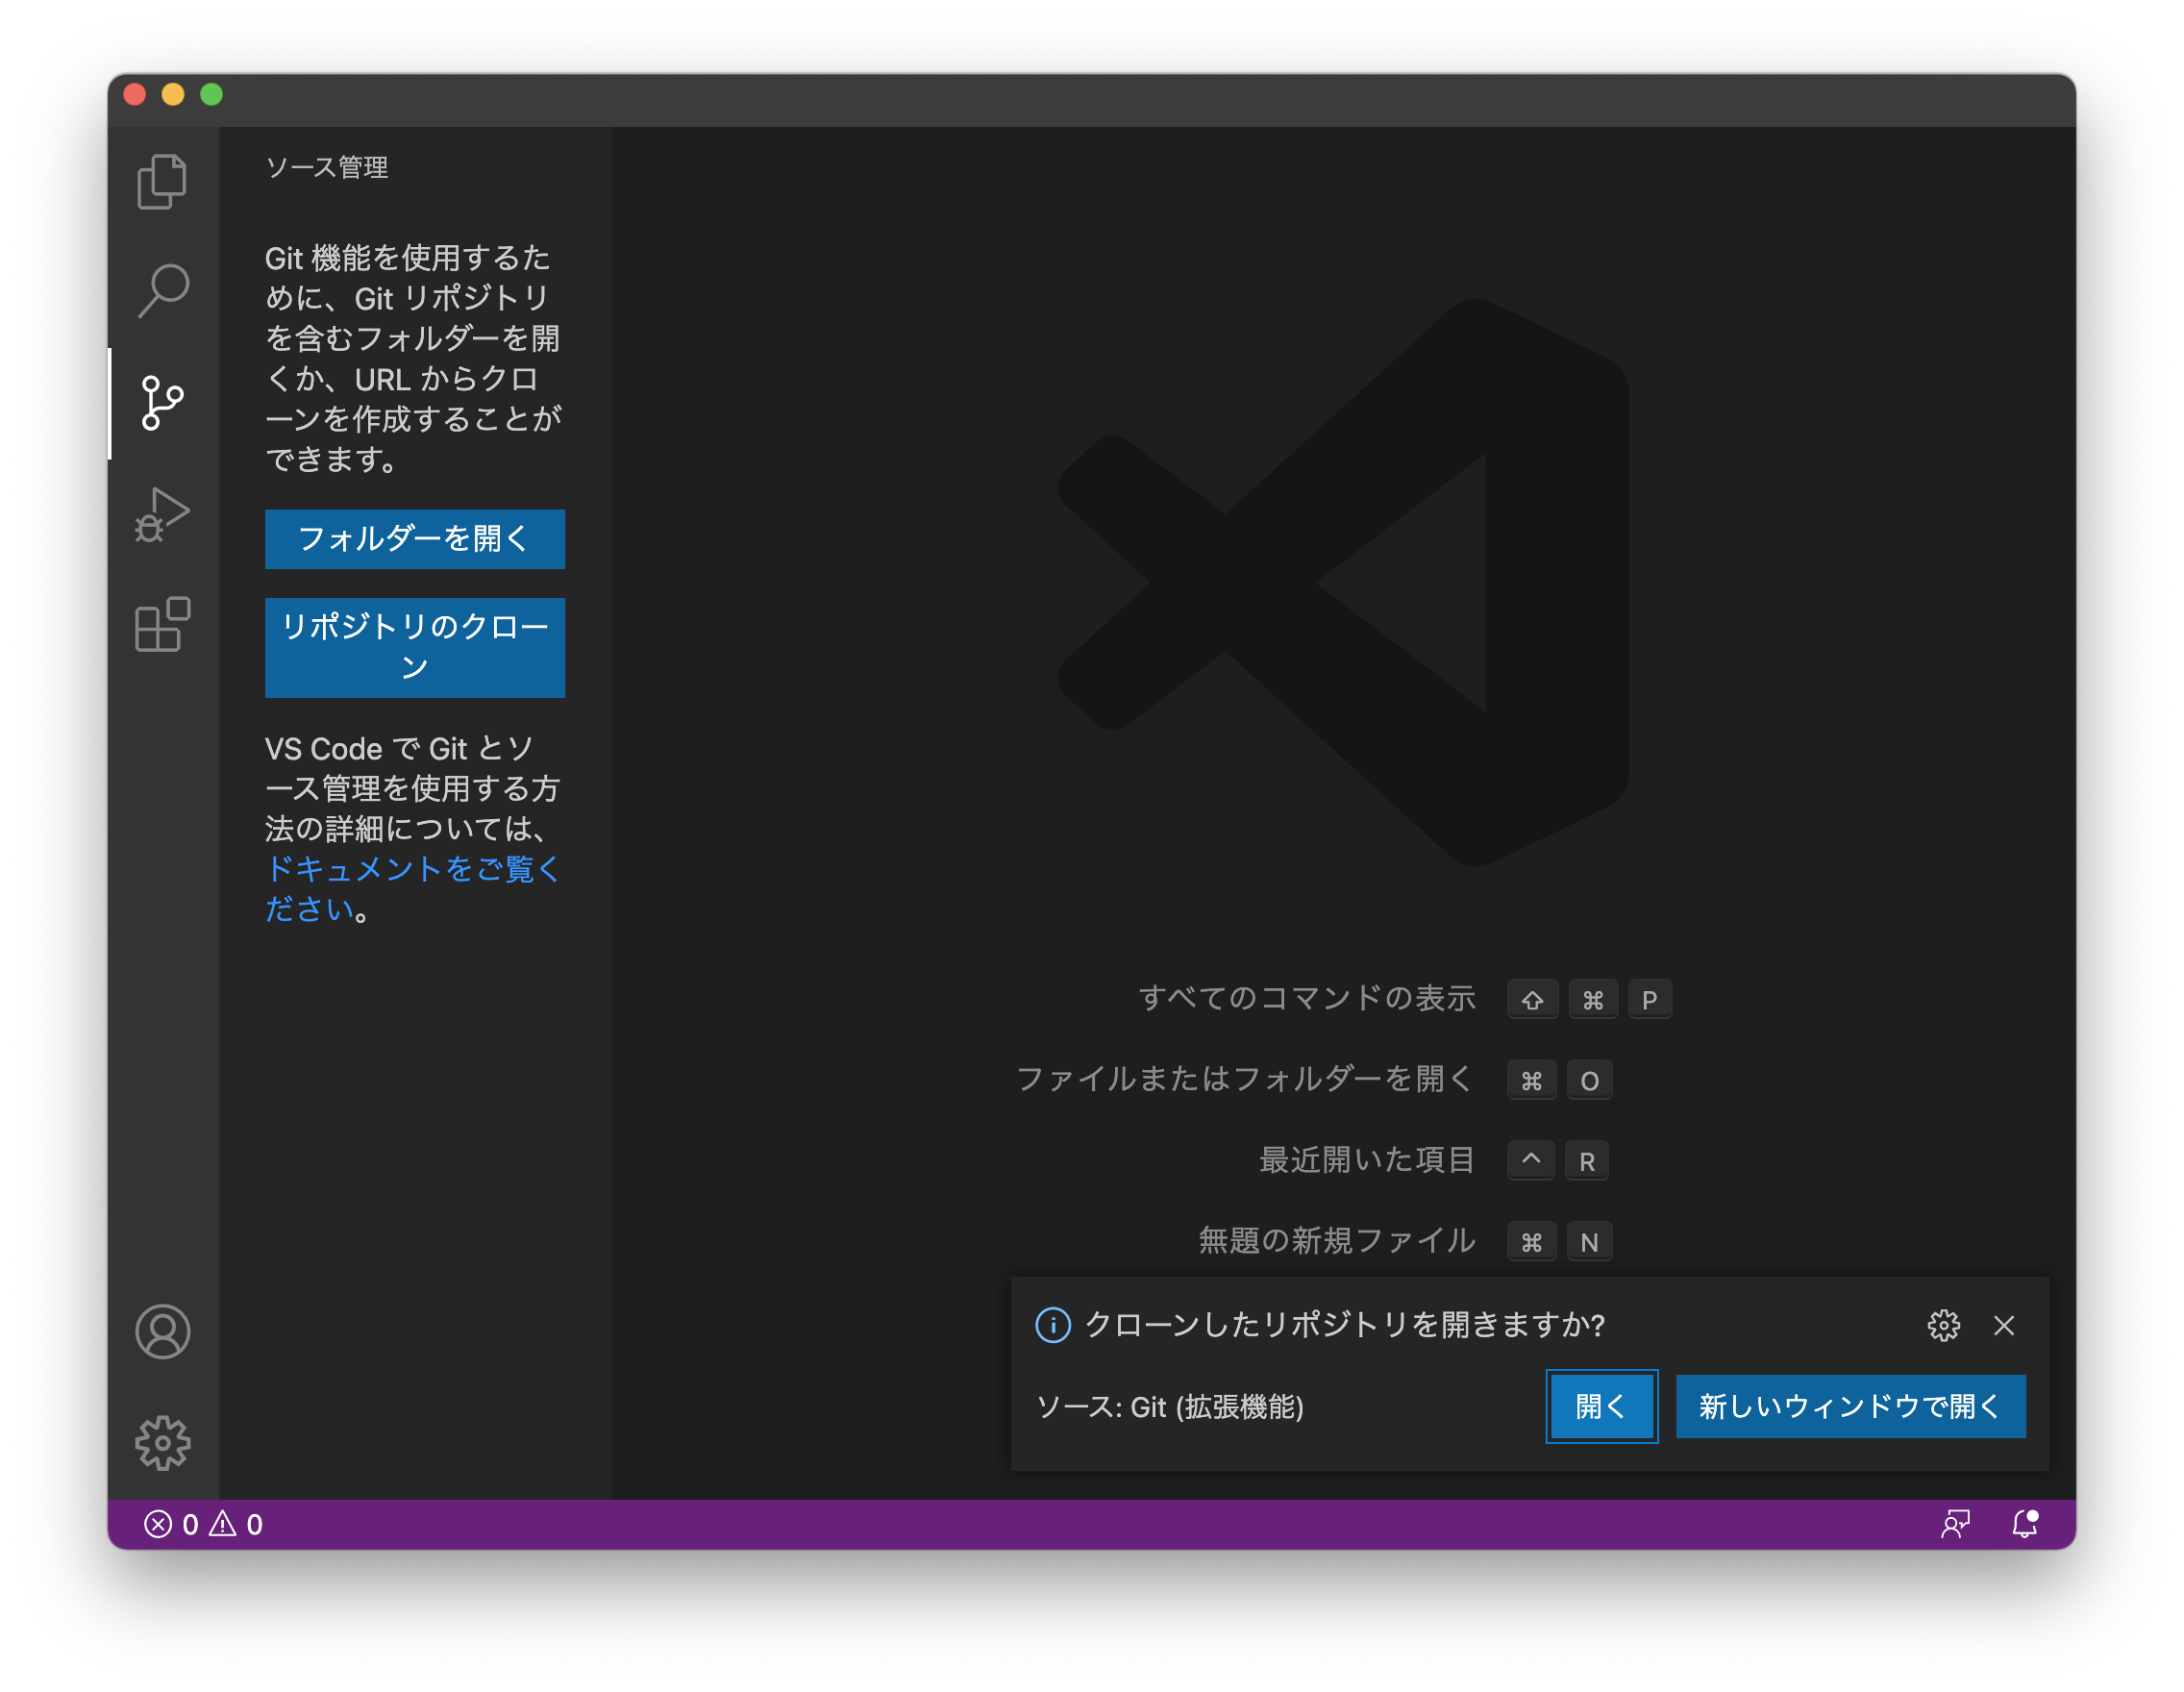 ソース管理
Git 機能を使用するた
めに、Git リポジトリ
を含むフォルダーを開
くか、URL からクロ
ーンを作成することが
できます。
フォルダーを開く
リポジトリのクロー
ン
VS Code で Git とソ
ース管理を使用する方
法の詳細については、
ドキュメントをご覧く
ださい。
すべてのコマンドの表示 ⇧ ⌘ P
ファイルまたはフォルダーを開く ⌘ O
最近開いた項目 ^ R
無題の新規ファイル ⌘ N
クローンしたリポジトリを開きますか?
ソース: Git (拡張機能) 開く 新しいウィンドウで開く
0 0